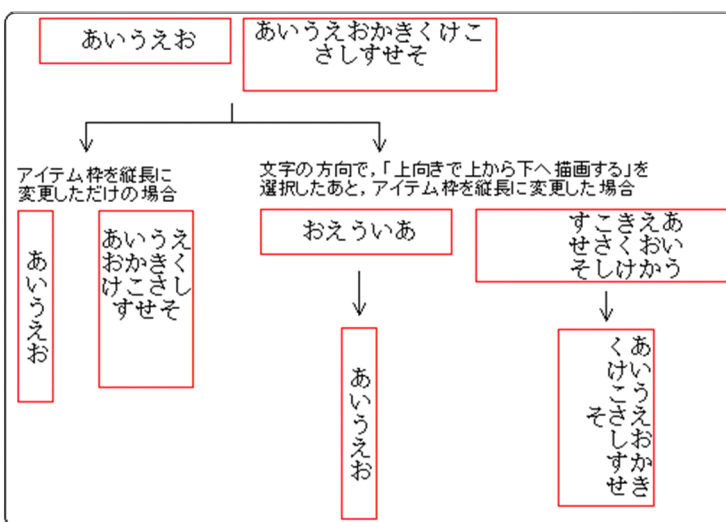 あいうえお
あいうえおかきくけこ
さしすせそ
アイテム枠を縦長に
変更しただけの場合
文字の方向で，「上向きで上から下へ描画する」を
選択したあと，アイテム枠を縦長に変更した場合
あいうえお
あいうえ
おかきく
けこさし
すせそ
おえういあ
すこきえあ
せさくおい
そしけかう
あいうえお
あいうえおかき
くけこさしすせ
そ